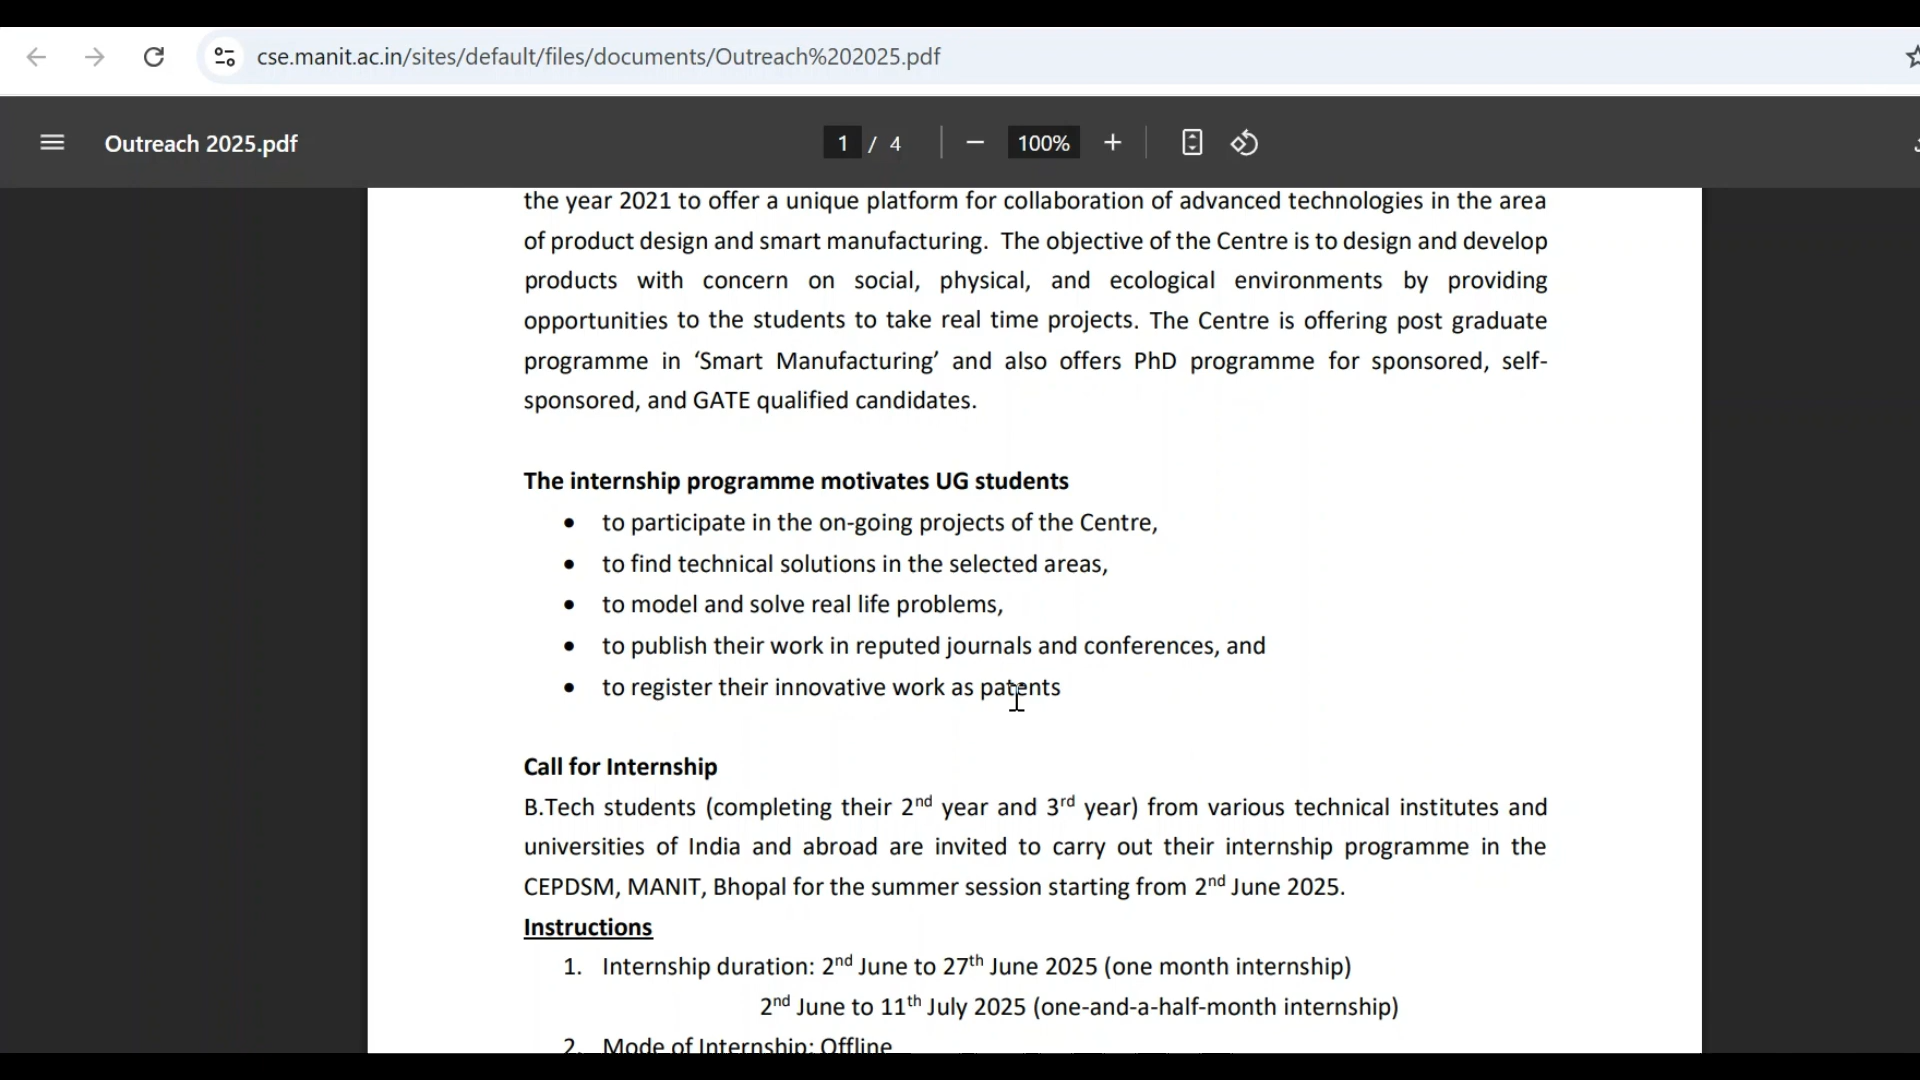 cse.manit.ac.in/sites/default/files/documents/Outreach%202025.pdf
Outreach 2025.pdf
1 / 4
100%
the year 2021 to offer a unique platform for collaboration of advanced technologies in the area
of product design and smart manufacturing. The objective of the Centre is to design and develop
products with concern on social, physical, and ecological environments by providing
opportunities to the students to take real time projects. The Centre is offering post graduate
programme in ‘Smart Manufacturing’ and also offers PhD programme for sponsored, self-
sponsored, and GATE qualified candidates.
The internship programme motivates UG students
• to participate in the on-going projects of the Centre,
• to find technical solutions in the selected areas,
• to model and solve real life problems,
• to publish their work in reputed journals and conferences, and
• to register their innovative work as patents
Call for Internship
B.Tech students (completing their 2nd year and 3rd year) from various technical institutes and
universities of India and abroad are invited to carry out their internship programme in the
CEPDSM, MANIT, Bhopal for the summer session starting from 2nd June 2025.
Instructions
1. Internship duration: 2nd June to 27th June 2025 (one month internship)
2nd June to 11th July 2025 (one-and-a-half-month internship)
2. Mode of Internship: Offline